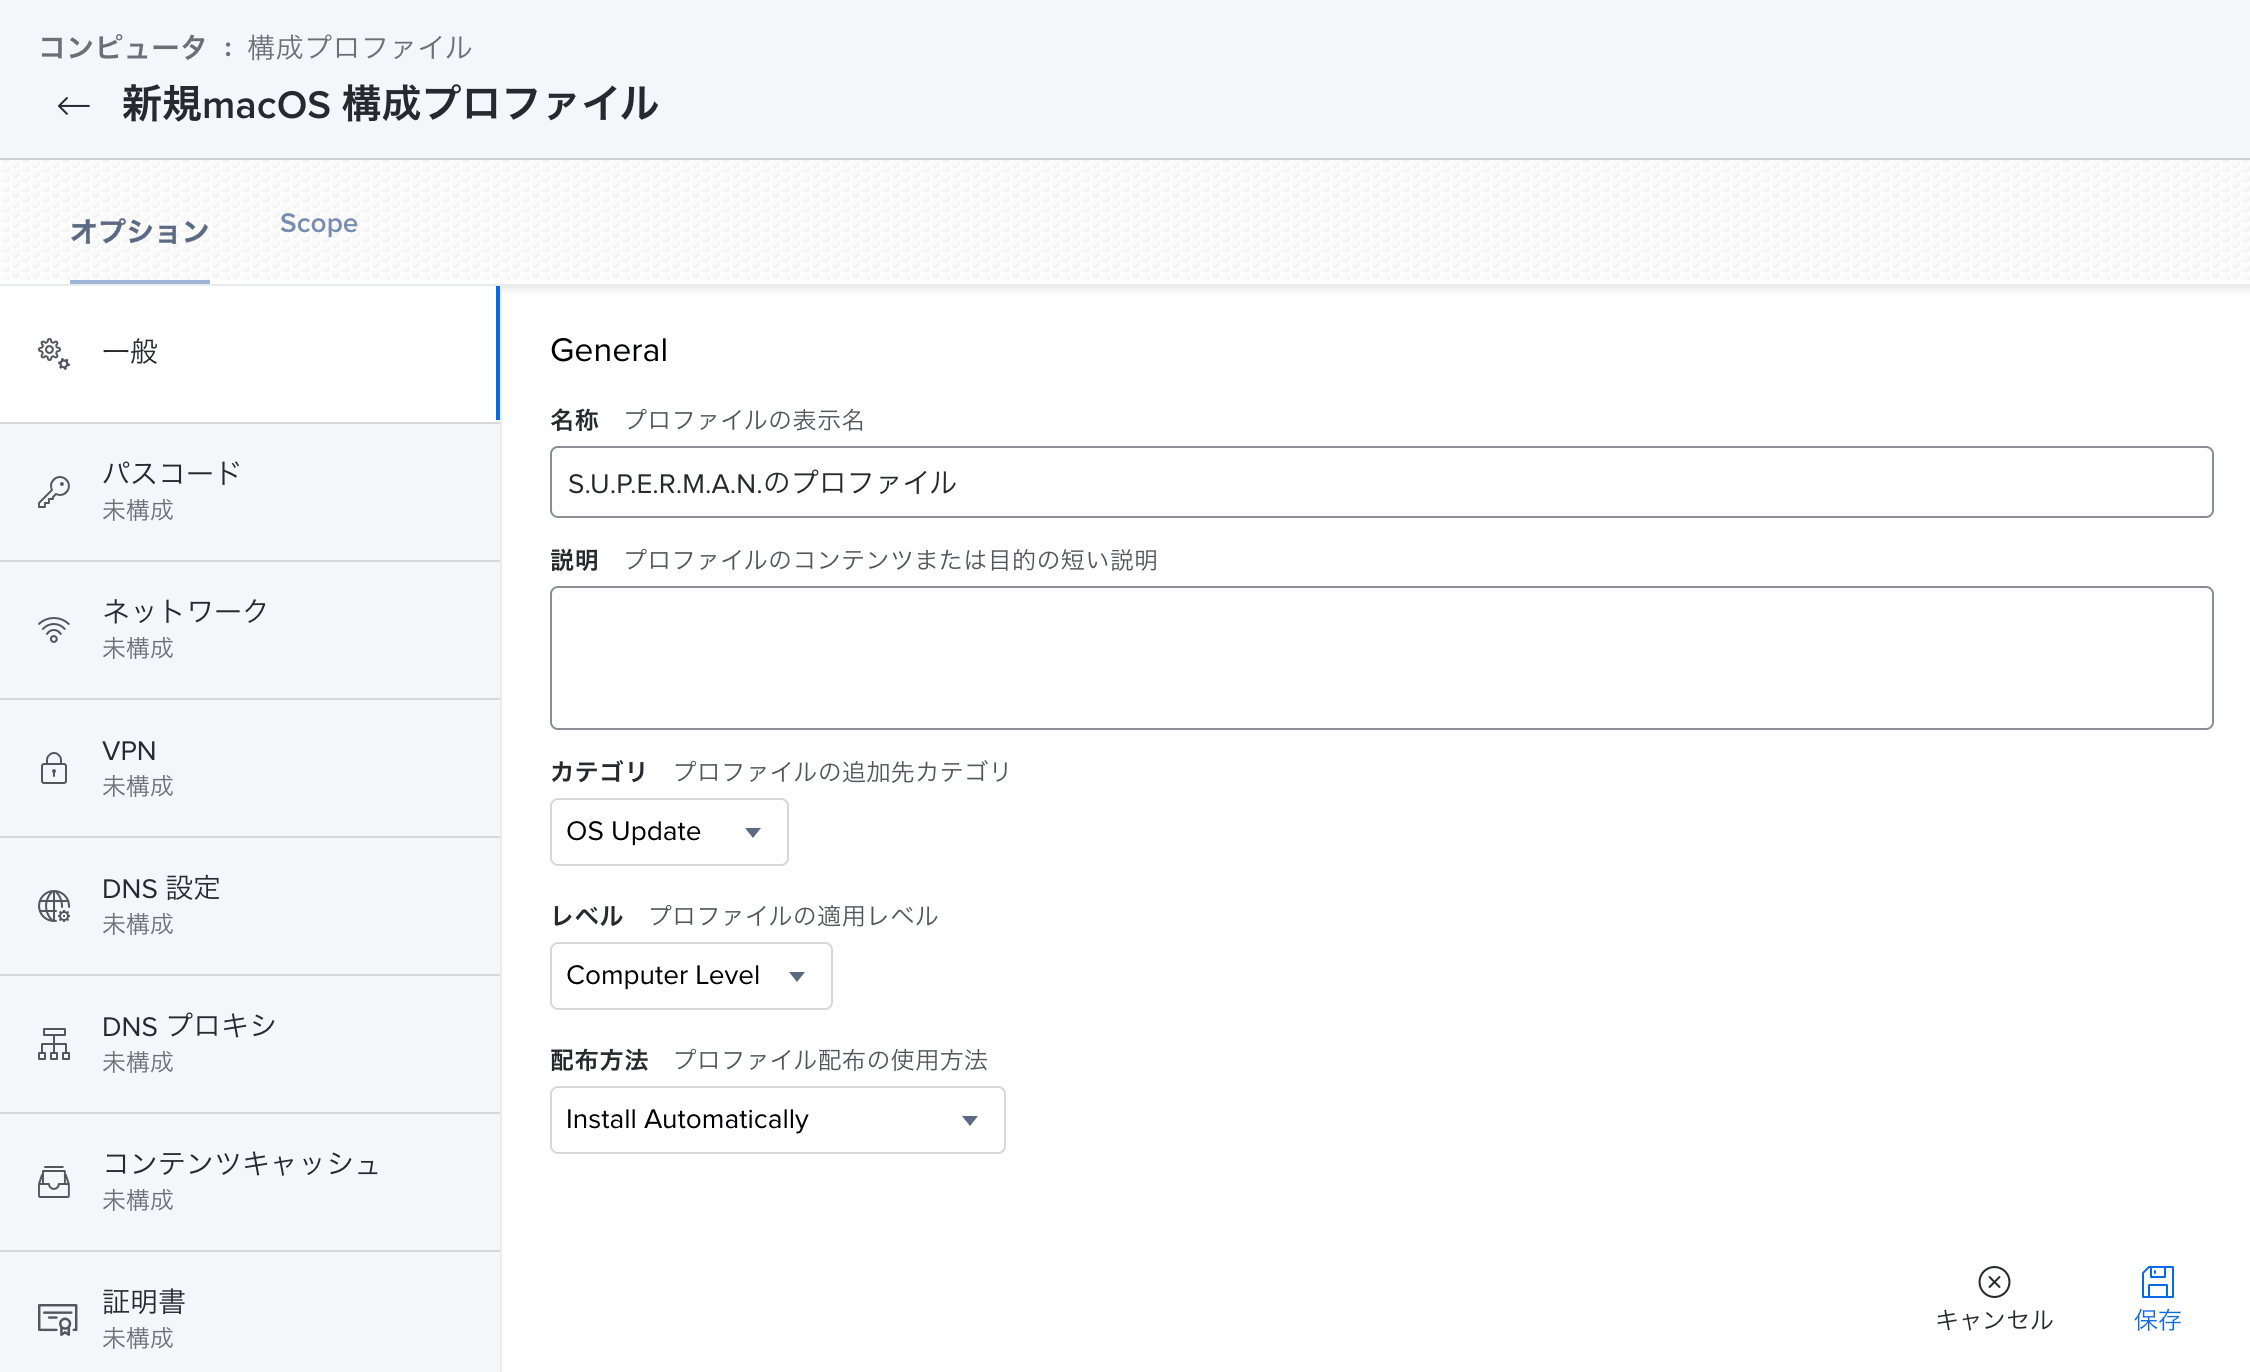 コンピュータ : 構成プロファイル
← 新規macOS 構成プロファイル
オプション
Scope
一般
パスコード
未構成
ネットワーク
未構成
VPN
未構成
DNS 設定
未構成
DNS プロキシ
未構成
コンテンツキャッシュ
未構成
証明書
未構成
General
名称 プロファイルの表示名
S.U.P.E.R.M.A.N.のプロファイル
説明 プロファイルのコンテンツまたは目的の短い説明
カテゴリ プロファイルの追加先カテゴリ
OS Update
レベル プロファイルの適用レベル
Computer Level
配布方法 プロファイル配布の使用方法
Install Automatically
キャンセル
保存